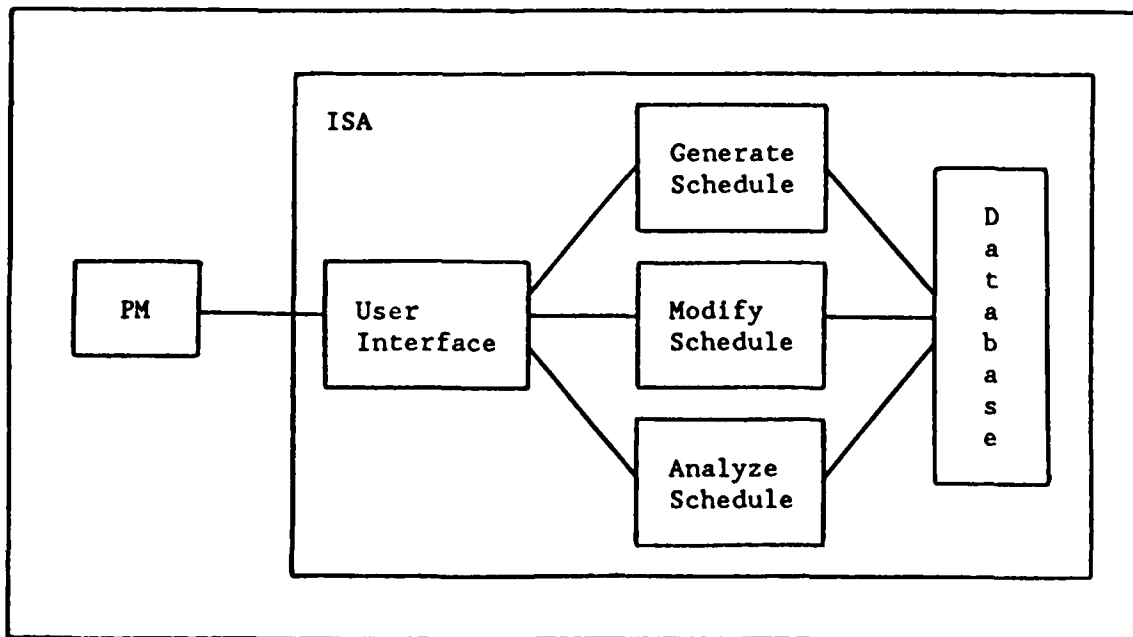 ISA
Generate
Schedule
PM
User
Interface
Modify
Schedule
Analyze
Schedule
D
a
t
a
b
a
s
e